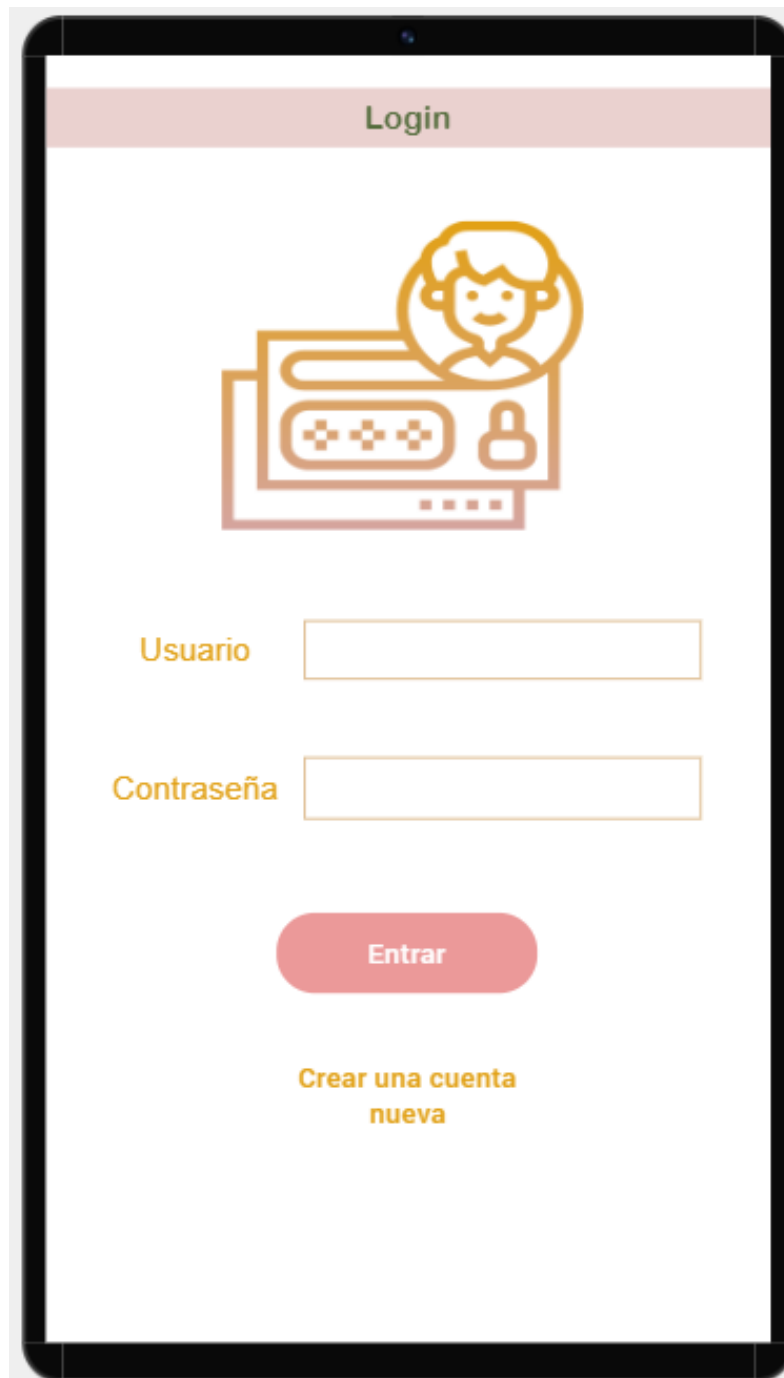 Login
Usuario
Contraseña
Entrar
Crear una cuenta
nueva